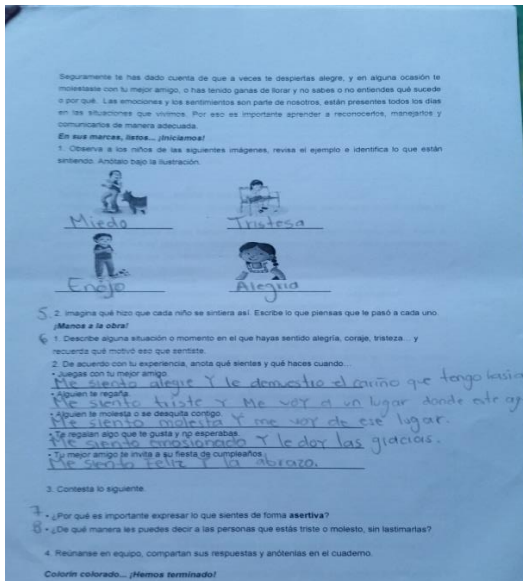 Seguramente te has dado cuenta de que a veces te despiertas alegre, y en alguna ocasión te
molestaste con tu mejor amigo, o has tenido ganas de llorar y no sabes o no entiendes qué sucede
o por qué. Las emociones y los sentimientos son parte de nosotros, están presentes todos los días
en las situaciones que vivimos. Por eso es importante aprender a reconocerlos, manejarlos y
comunicarlos de manera adecuada.
En sus marcas, listos... ¡Iniciamos!
1. Observa a los niños de las siguientes imágenes, revisa el ejemplo e identifica lo que están
sintiendo. Anótalo bajo la ilustración.
Miedo Tristesa
Enojo Alegria
5. 2. Imagina qué hizo que cada niño se sintiera así. Escribe lo que piensas que le pasó a cada uno.
¡Manos a la obra!
6 1. Describe alguna situación o momento en el que hayas sentido alegría, coraje, tristeza... y
recuerda qué motivó eso que sentiste.
2. De acuerdo con tu experiencia, anota qué sientes y qué haces cuando...
• Juegas con tu mejor amigo.
Me siento alegre Y le demuestro el cariño que tengo
• Alguien te regaña.
Me siento triste Y Me voy a un lugar donde este
• Alguien te molesta o se desquita contigo.
Me siento molesta Y me voy de ese lugar.
• Te regalan algo que te gusta y no esperabas.
Me siento emosionado Y le doy las gracias.
• Tu mejor amigo te invita a su fiesta de cumpleaños.
Me siento Feliz Y la abrazo.
3. Contesta lo siguiente.
7 • ¿Por qué es importante expresar lo que sientes de forma asertiva?
8 • ¿De qué manera les puedes decir a las personas que estás triste o molesto, sin lastimarlas?
4. Reúnanse en equipo, compartan sus respuestas y anótenlas en el cuaderno.
Colorín colorado... ¡Hemos terminado!